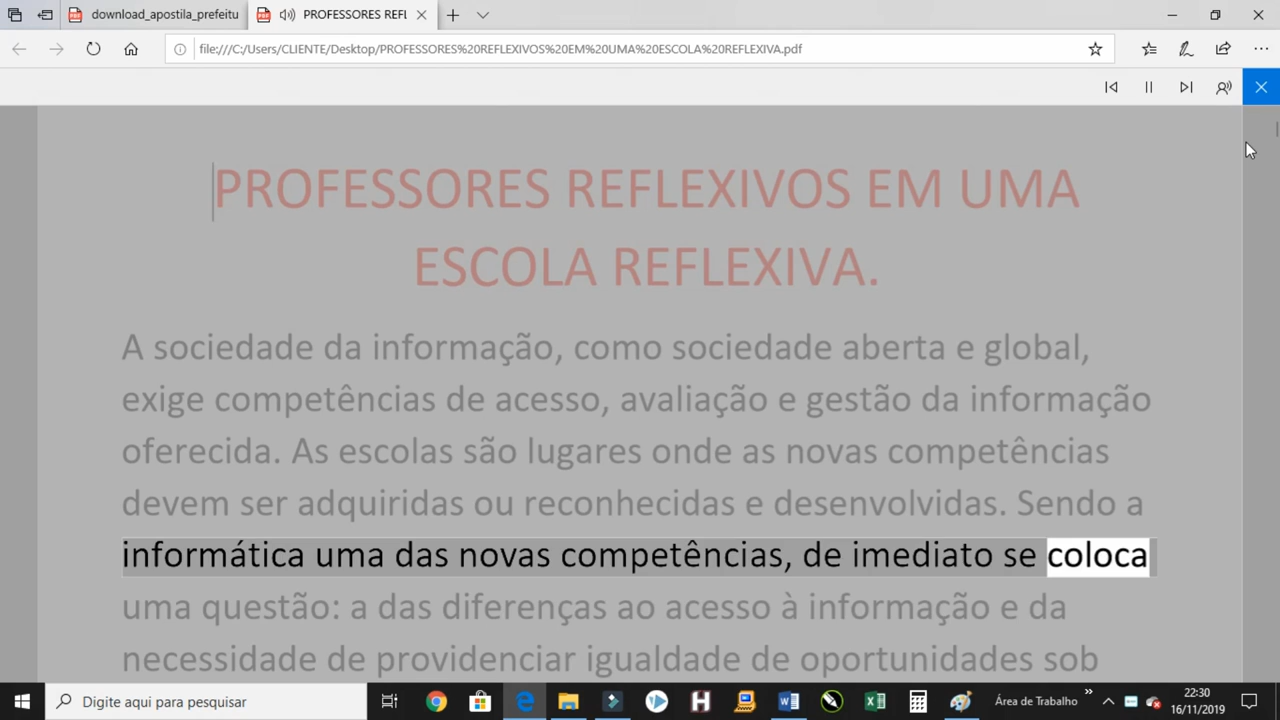 download_apostila_prefeitu
PROFESSORES REFL
file:///C:/Users/CLIENTE/Desktop/PROFESSORES%20REFLEXIVOS%20EM%20UMA%20ESCOLA%20REFLEXIVA.pdf
PROFESSORES REFLEXIVOS EM UMA
ESCOLA REFLEXIVA.
A sociedade da informação, como sociedade aberta e global,
exige competências de acesso, avaliação e gestão da informação
oferecida. As escolas são lugares onde as novas competências
devem ser adquiridas ou reconhecidas e desenvolvidas. Sendo a
informática uma das novas competências, de imediato se coloca
uma questão: a das diferenças ao acesso à informação e da
necessidade de providenciar igualdade de oportunidades sob
Digite aqui para pesquisar
Área de Trabalho
22:30
16/11/2019